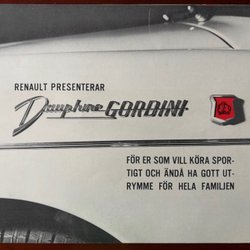 RENAULT PRESENTERAR
Dauphine GORDINI
FÖR ER SOM VILL KÖRA SPOR-
TIGT OCH ÄNDÅ HA GOTT UT-
RYMME FÖR HELA FAMILJEN